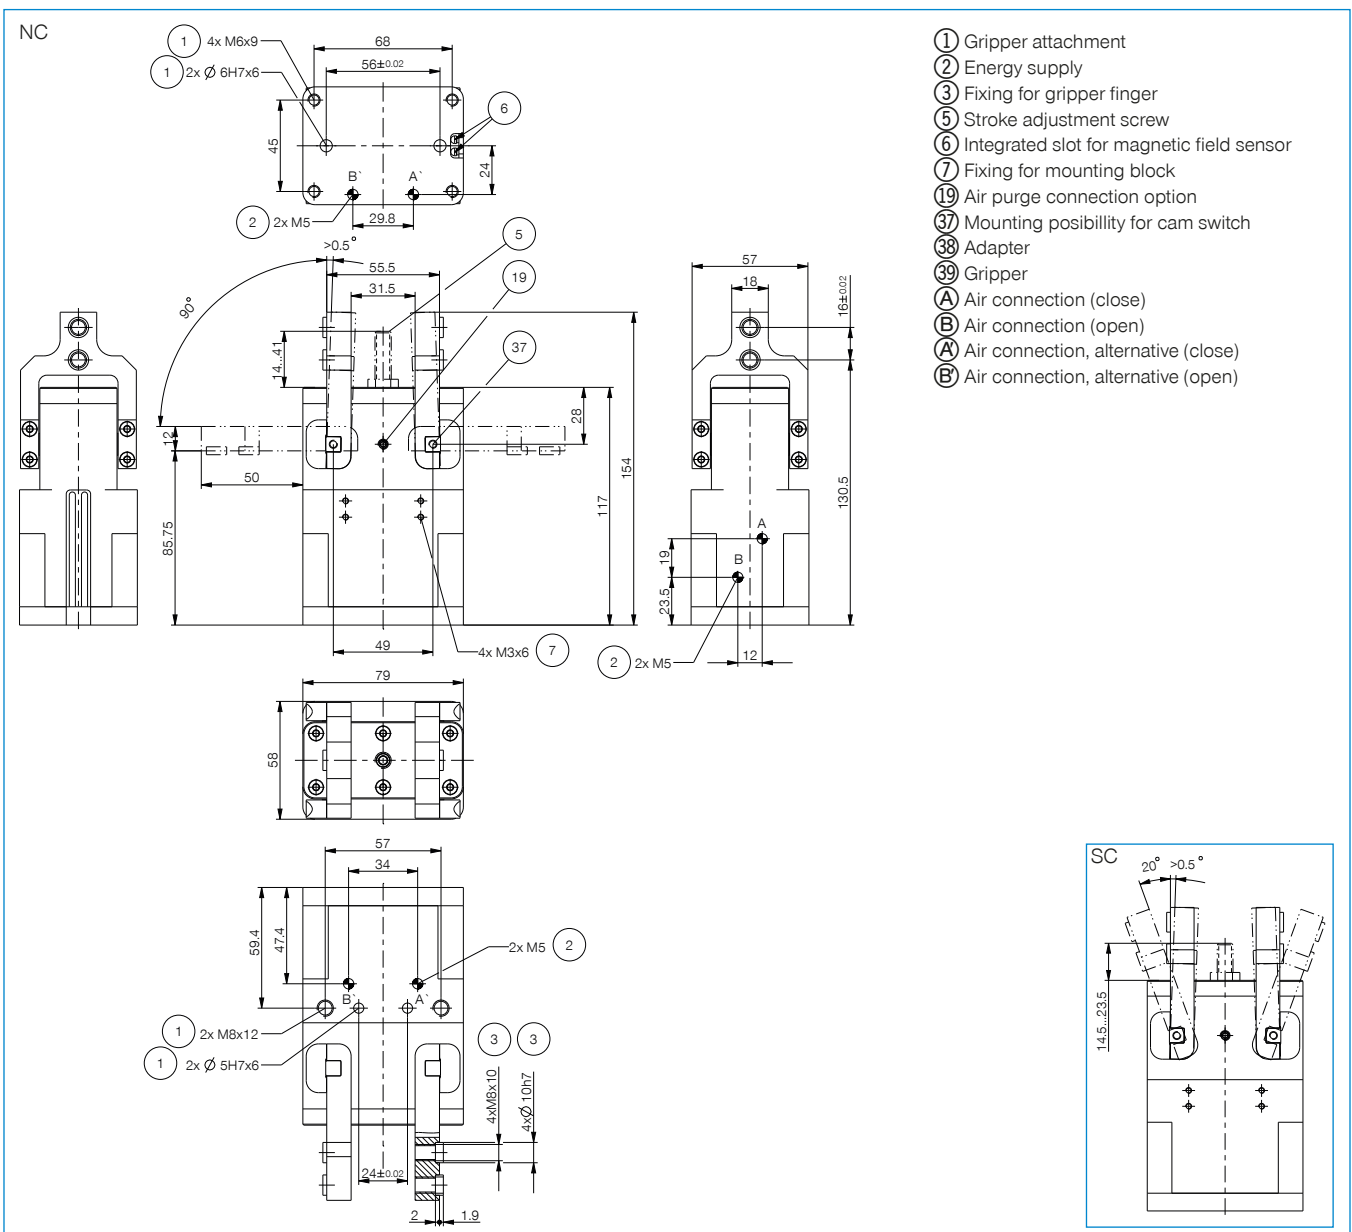 NC
1 4x M6x9
68
1 2x Ø 6H7x6
56±0.02
6
45
24
B` A`
2 2x M5
29.8
>0.5°
5
55.5
19
31.5
90°
37
14...41
28
12
50
154
117
85.75
49
4x M3x6 7
57
18
16±0.02
130.5
A
19
B
23.5
2 2x M5
12
79
58
57
34
59.4
47.4
2x M5 2
B` A`
1 2x M8x12
1 2x Ø 5H7x6
3 3
4xM8x10
4xØ 10h7
24±0.02
2 1.9
1 Gripper attachment
2 Energy supply
3 Fixing for gripper finger
5 Stroke adjustment screw
6 Integrated slot for magnetic field sensor
7 Fixing for mounting block
19 Air purge connection option
37 Mounting posibillity for cam switch
38 Adapter
39 Gripper
A Air connection (close)
B Air connection (open)
A' Air connection, alternative (close)
B' Air connection, alternative (open)
SC
20° >0.5°
14.5...23.5